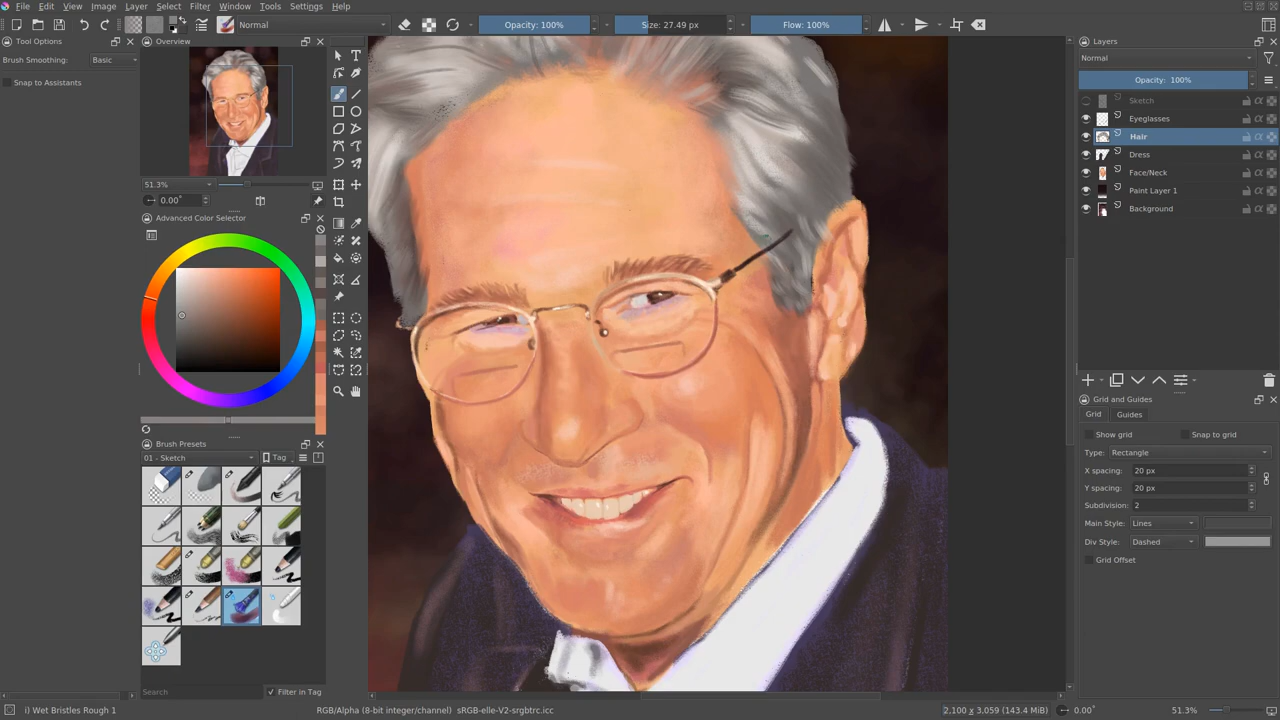 File Edit View Image Layer Select Filter Window Tools Settings Help
Normal
Opacity: 100%
Size: 27.49 px
Flow: 100%
Tool Options
Brush Smoothing: Basic
Snap to Assistants
Overview
51.3%
0.00°
Advanced Color Selector
Brush Presets
01 - Sketch
Tag
Search
Filter in Tag
Layers
Normal
Opacity: 100%
Sketch
Eyeglasses
Hair
Dress
Face/Neck
Paint Layer 1
Background
Grid and Guides
Grid Guides
Show grid Snap to grid
Type: Rectangle
X spacing: 20 px
Y spacing: 20 px
Subdivision: 2
Main Style: Lines
Div Style: Dashed
Grid Offset
i) Wet Bristles Rough 1
RGB/Alpha (8-bit integer/channel) sRGB-elle-V2-srgbtrc.icc
2,100 x 3,059 (143.4 MiB)
0.00°
51.3%